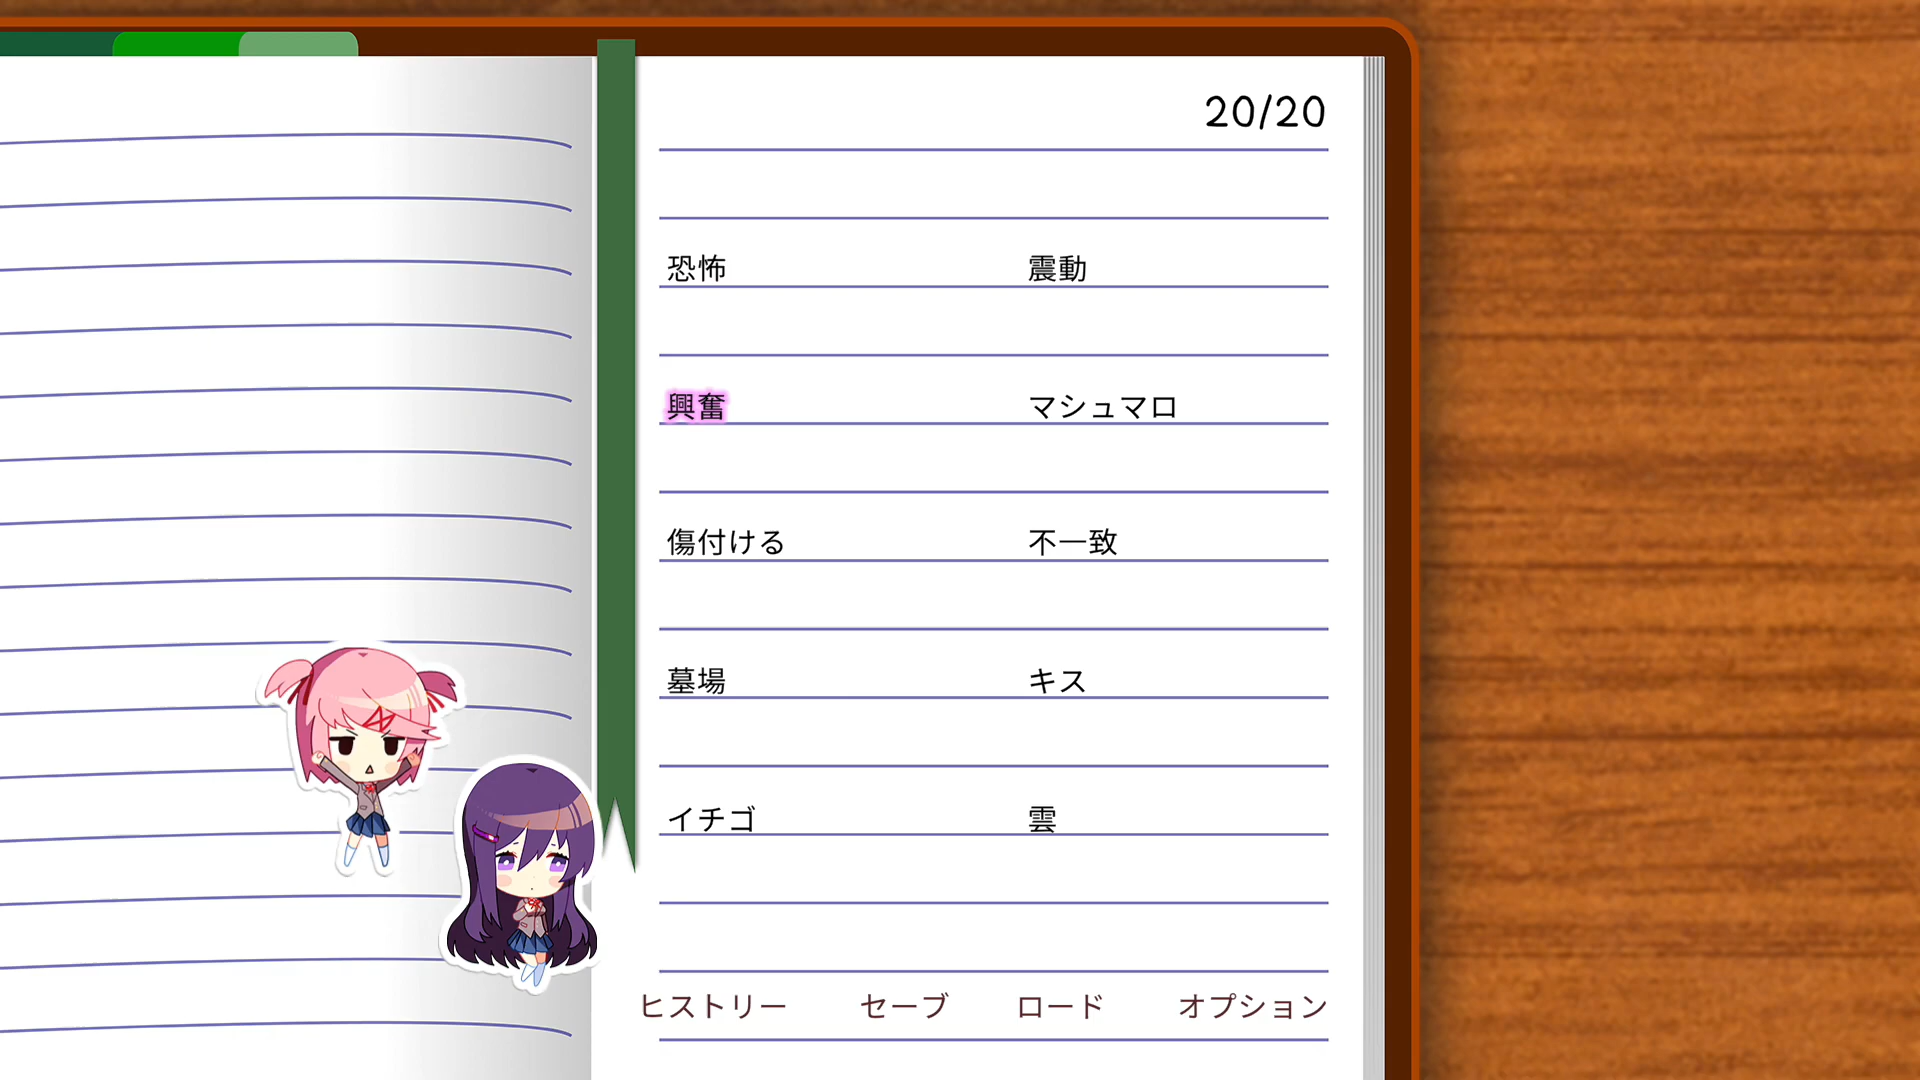 20/20
恐怖 震動
興奮 マシュマロ
傷付ける 不一致
墓場 キス
イチゴ 雲
ヒストリー セーブ ロード オプション